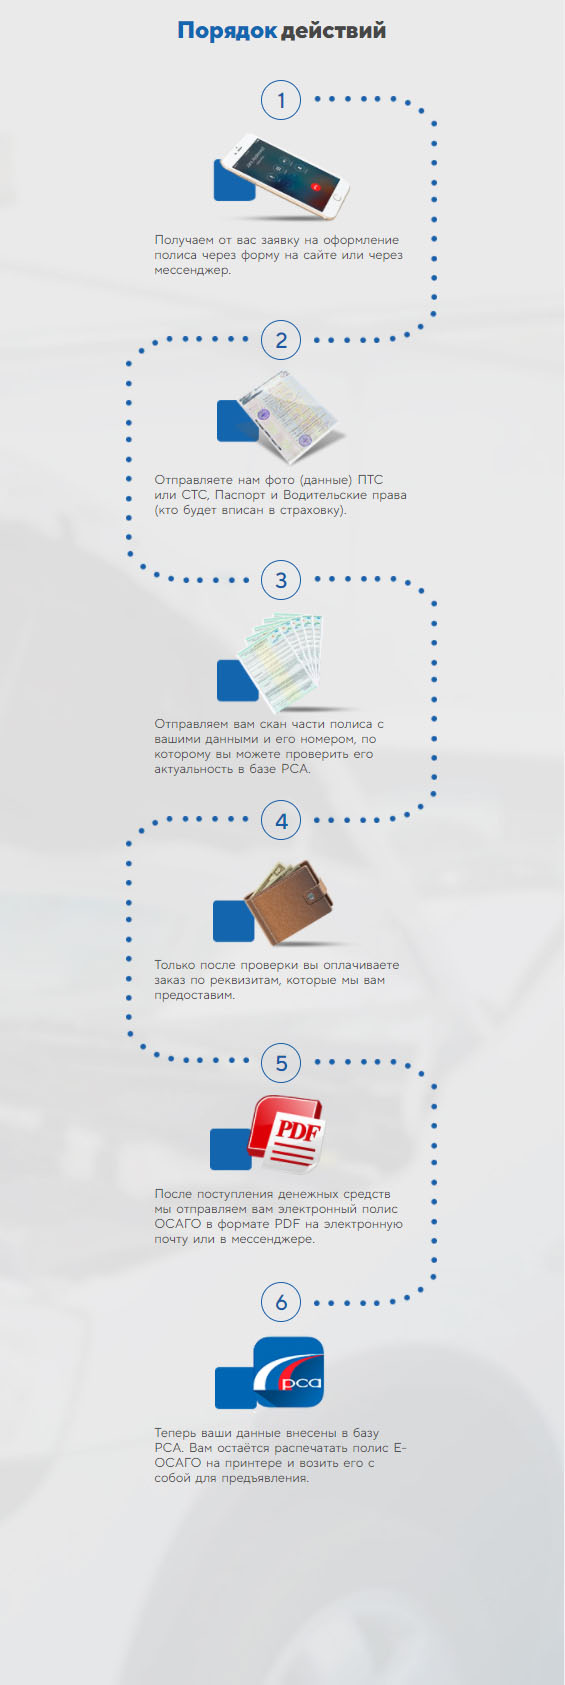 Порядок действий
1
Получаем от вас заявку на оформление
полиса через форму на сайте или через
мессенджер.
2
Отправляете нам фото (данные) ПТС
или СТС, Паспорт и Водительские права
(кто будет вписан в страховку).
3
Отправляем вам скан части полиса с
вашими данными и его номером, по
которому вы можете проверить его
актуальность в базе РСА.
4
Только после проверки вы оплачиваете
заказ по реквизитам, которые мы вам
предоставим.
5
PDF
После поступления денежных средств
мы отправляем вам электронный полис
ОСАГО в формате PDF на электронную
почту или в мессенджере.
6
рса
Теперь ваши данные внесены в базу
РСА. Вам остаётся распечатать полис Е-
ОСАГО на принтере и возить его с
собой для предъявления.